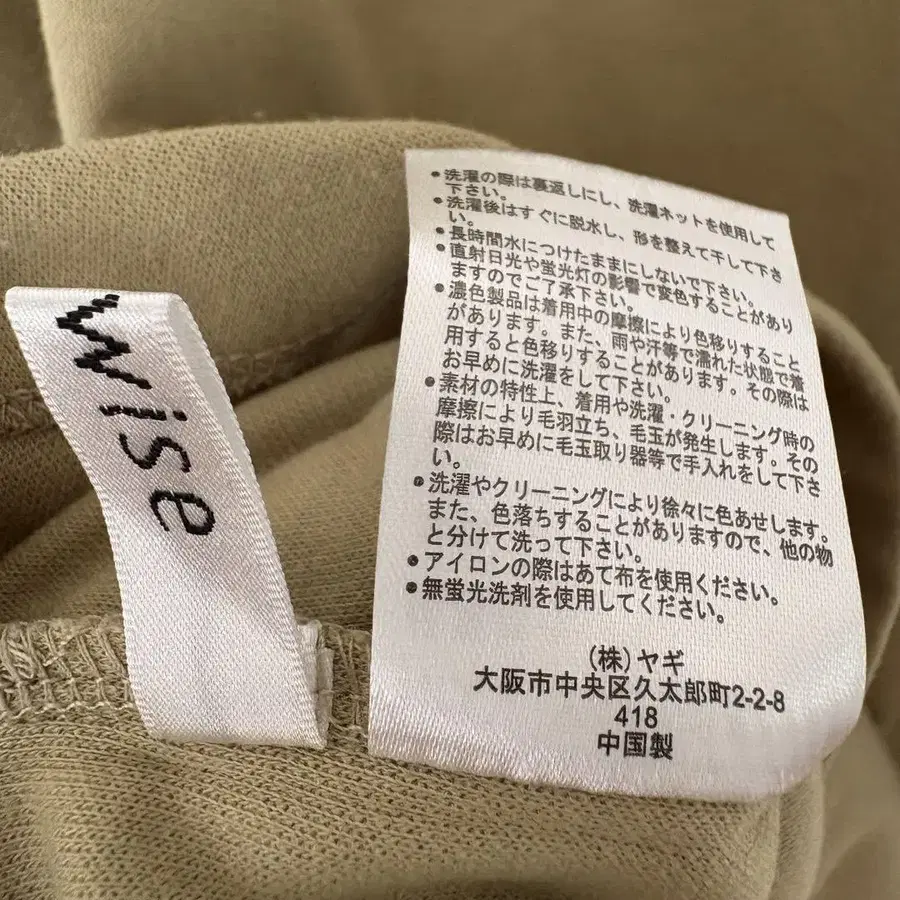 wise
●洗濯の際は裏返しにし、洗濯ネットを使用して
下さい。
●洗濯後はすぐに脱水し、形を整えて干して下さ
い。
●長時間水につけたままにしないで下さい。
●直射日光や蛍光灯の影響で変色することがあり
ますのでご了承下さい。
●濃色製品は着用中の摩擦により色移りすること
があります。また、雨や汗等で濡れた状態で着
用すると色移りすることがあります。その際は
お早めに洗濯をして下さい。
●素材の特性上、着用や洗濯・クリーニング時の
摩擦により毛羽立ち、毛玉が発生します。その
際はお早めに毛玉取り器等で手入れをして下さ
い。
●洗濯やクリーニングにより徐々に色あせします。
また、色落ちすることがありますので、他の物
と分けて洗って下さい。
●アイロンの際はあて布を使用ください。
●無蛍光洗剤を使用してください。
(株)ヤギ
大阪市中央区久太郎町2-2-8
418
中国製